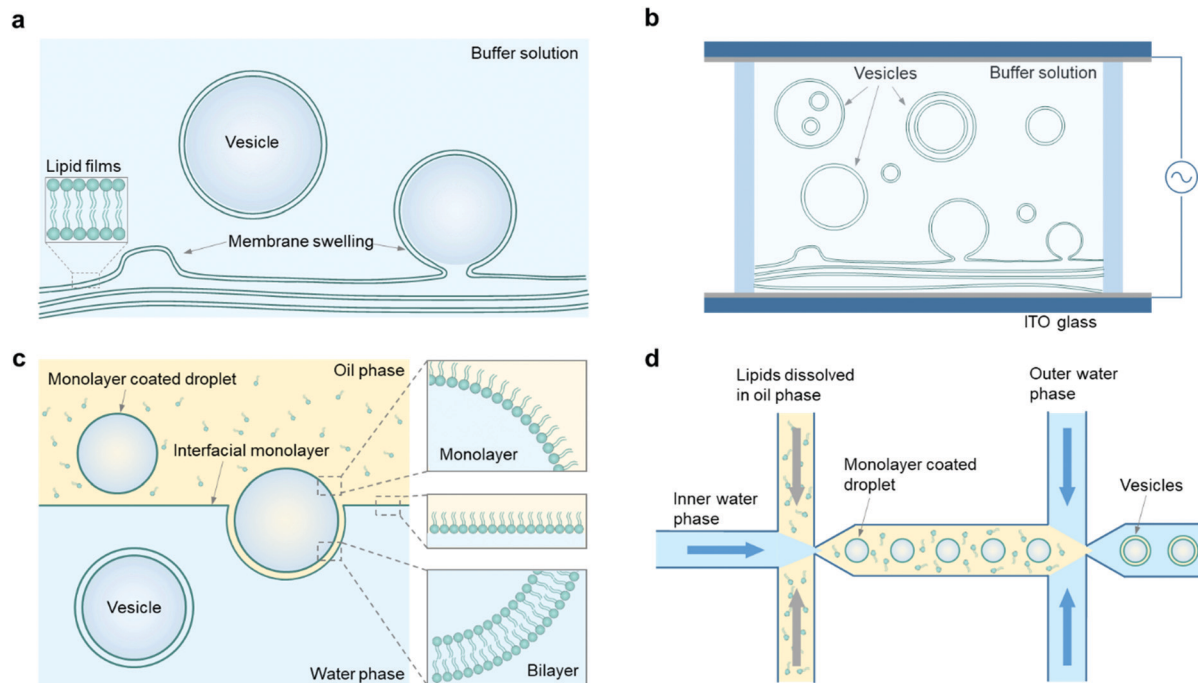 a
Buffer solution
Vesicle
Lipid films
Membrane swelling
b
Vesicles
Buffer solution
ITO glass
c
Oil phase
Monolayer coated droplet
Interfacial monolayer
Monolayer
Vesicle
Water phase
Bilayer
d
Lipids dissolved
in oil phase
Outer water
phase
Monolayer coated
droplet
Inner water
phase
Vesicles